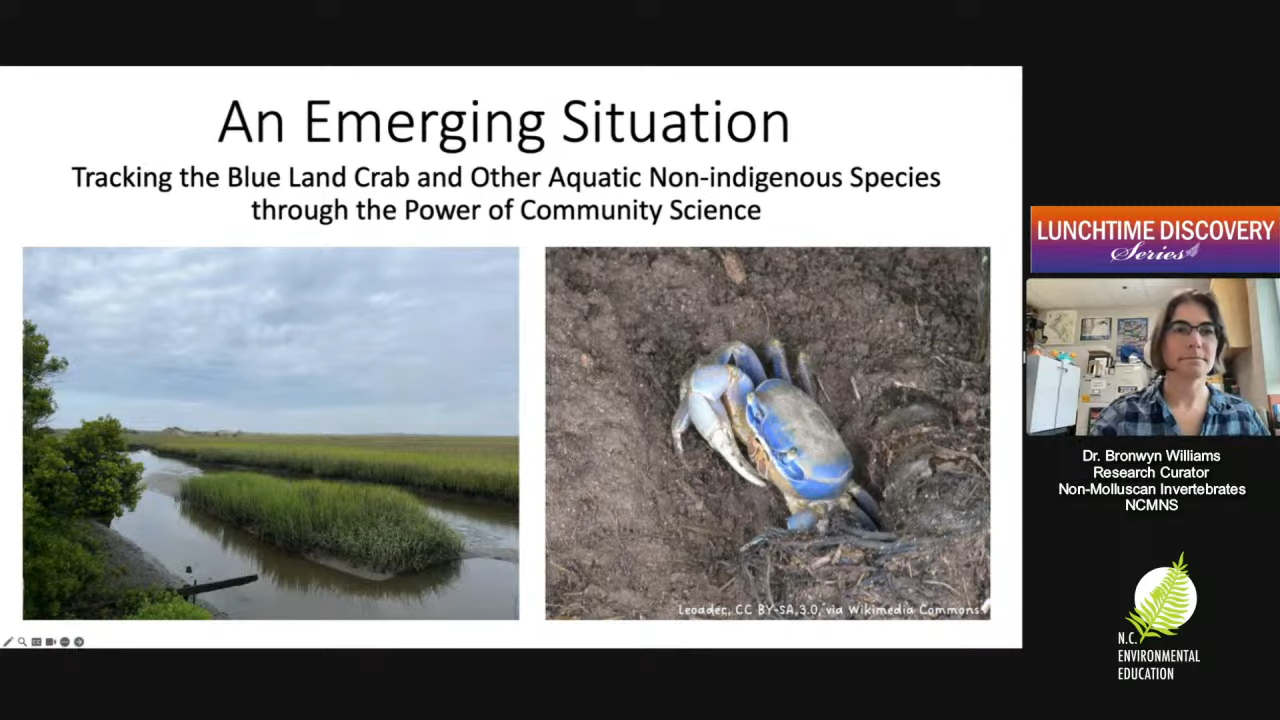 An Emerging Situation
Tracking the Blue Land Crab and Other Aquatic Non-indigenous Species
through the Power of Community Science
Leoadec, CC BY-SA 3.0, via Wikimedia Commons
LUNCHTIME DISCOVERY
Series
Dr. Bronwyn Williams
Research Curator
Non-Molluscan Invertebrates
NCMNS
N.C.
ENVIRONMENTAL
EDUCATION